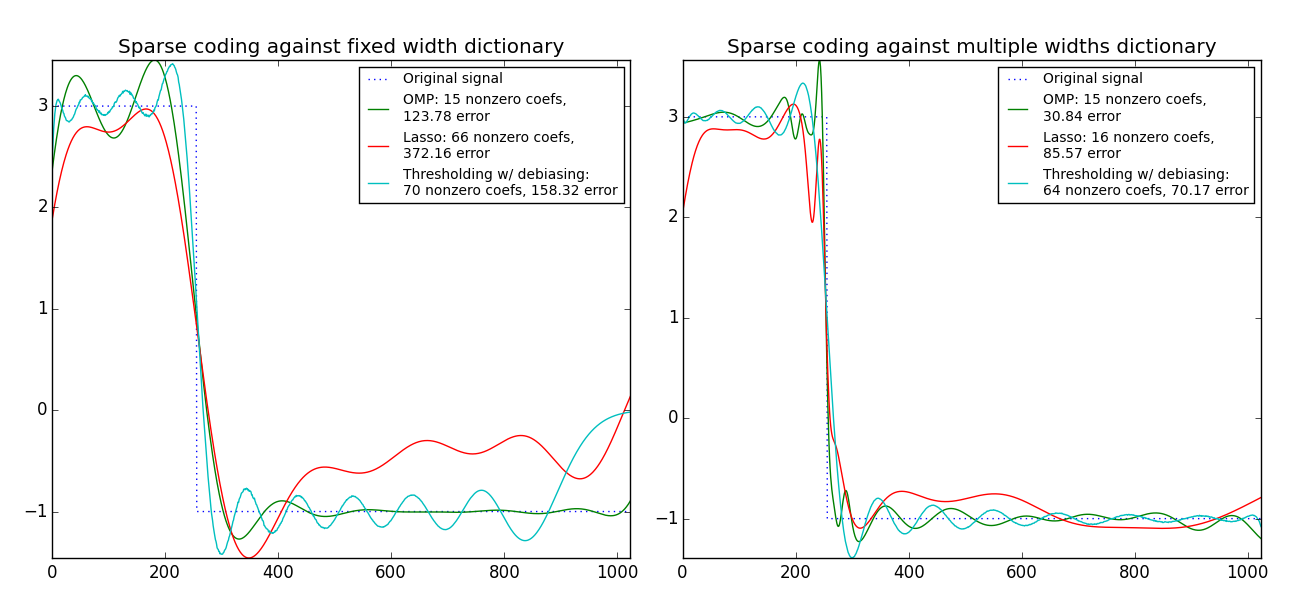 Sparse coding against fixed width dictionary
Original signal
OMP: 15 nonzero coefs,
123.78 error
Lasso: 66 nonzero coefs,
372.16 error
Thresholding w/ debiasing:
70 nonzero coefs, 158.32 error
3
2
1
0
−1
0
200
400
600
800
1000
Sparse coding against multiple widths dictionary
Original signal
OMP: 15 nonzero coefs,
30.84 error
Lasso: 16 nonzero coefs,
85.57 error
Thresholding w/ debiasing:
64 nonzero coefs, 70.17 error
3
2
1
0
−1
0
200
400
600
800
1000